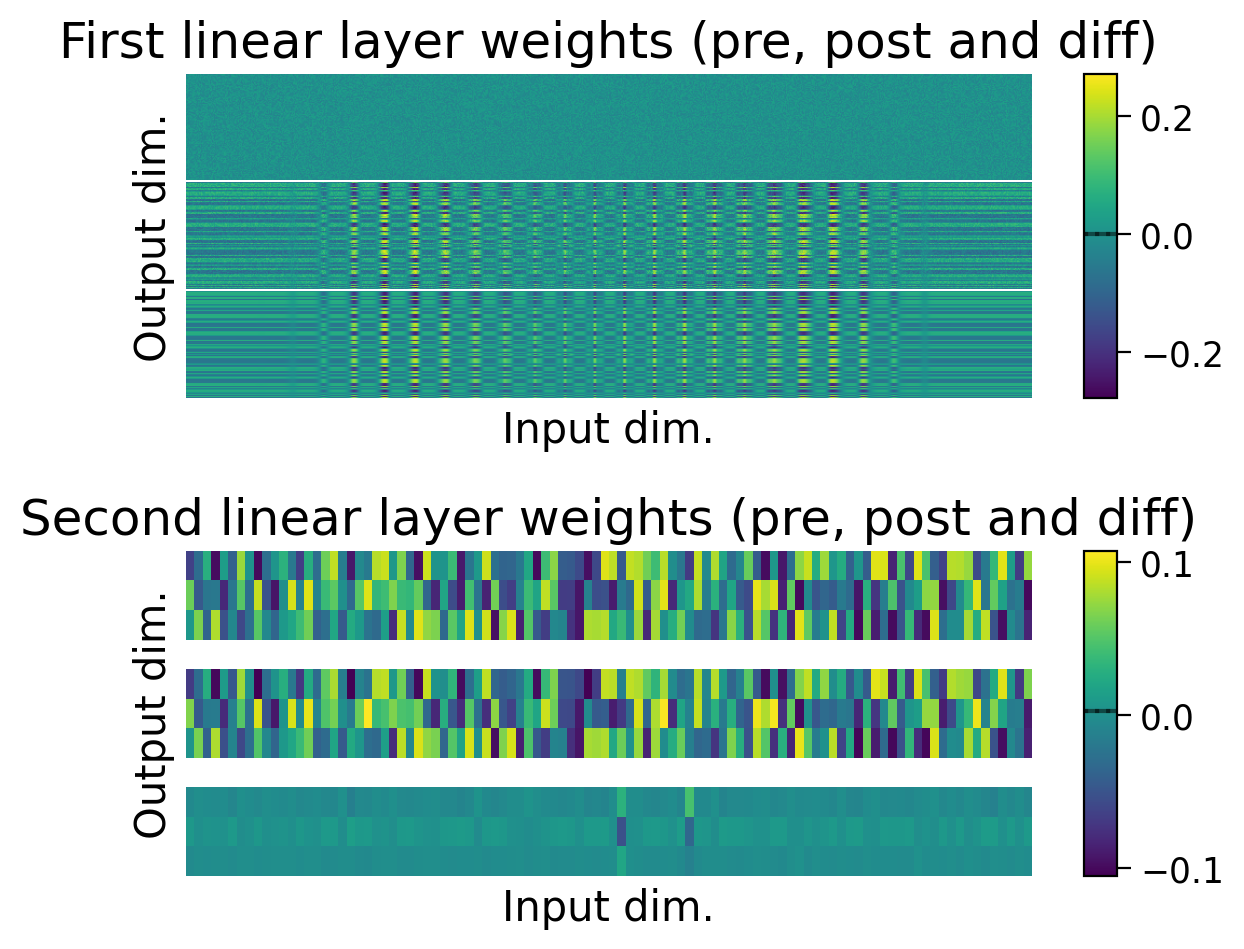 First linear layer weights (pre, post and diff)
Output dim.
0.2
0.0
−0.2
Input dim.
Second linear layer weights (pre, post and diff)
Output dim.
0.1
0.0
−0.1
Input dim.